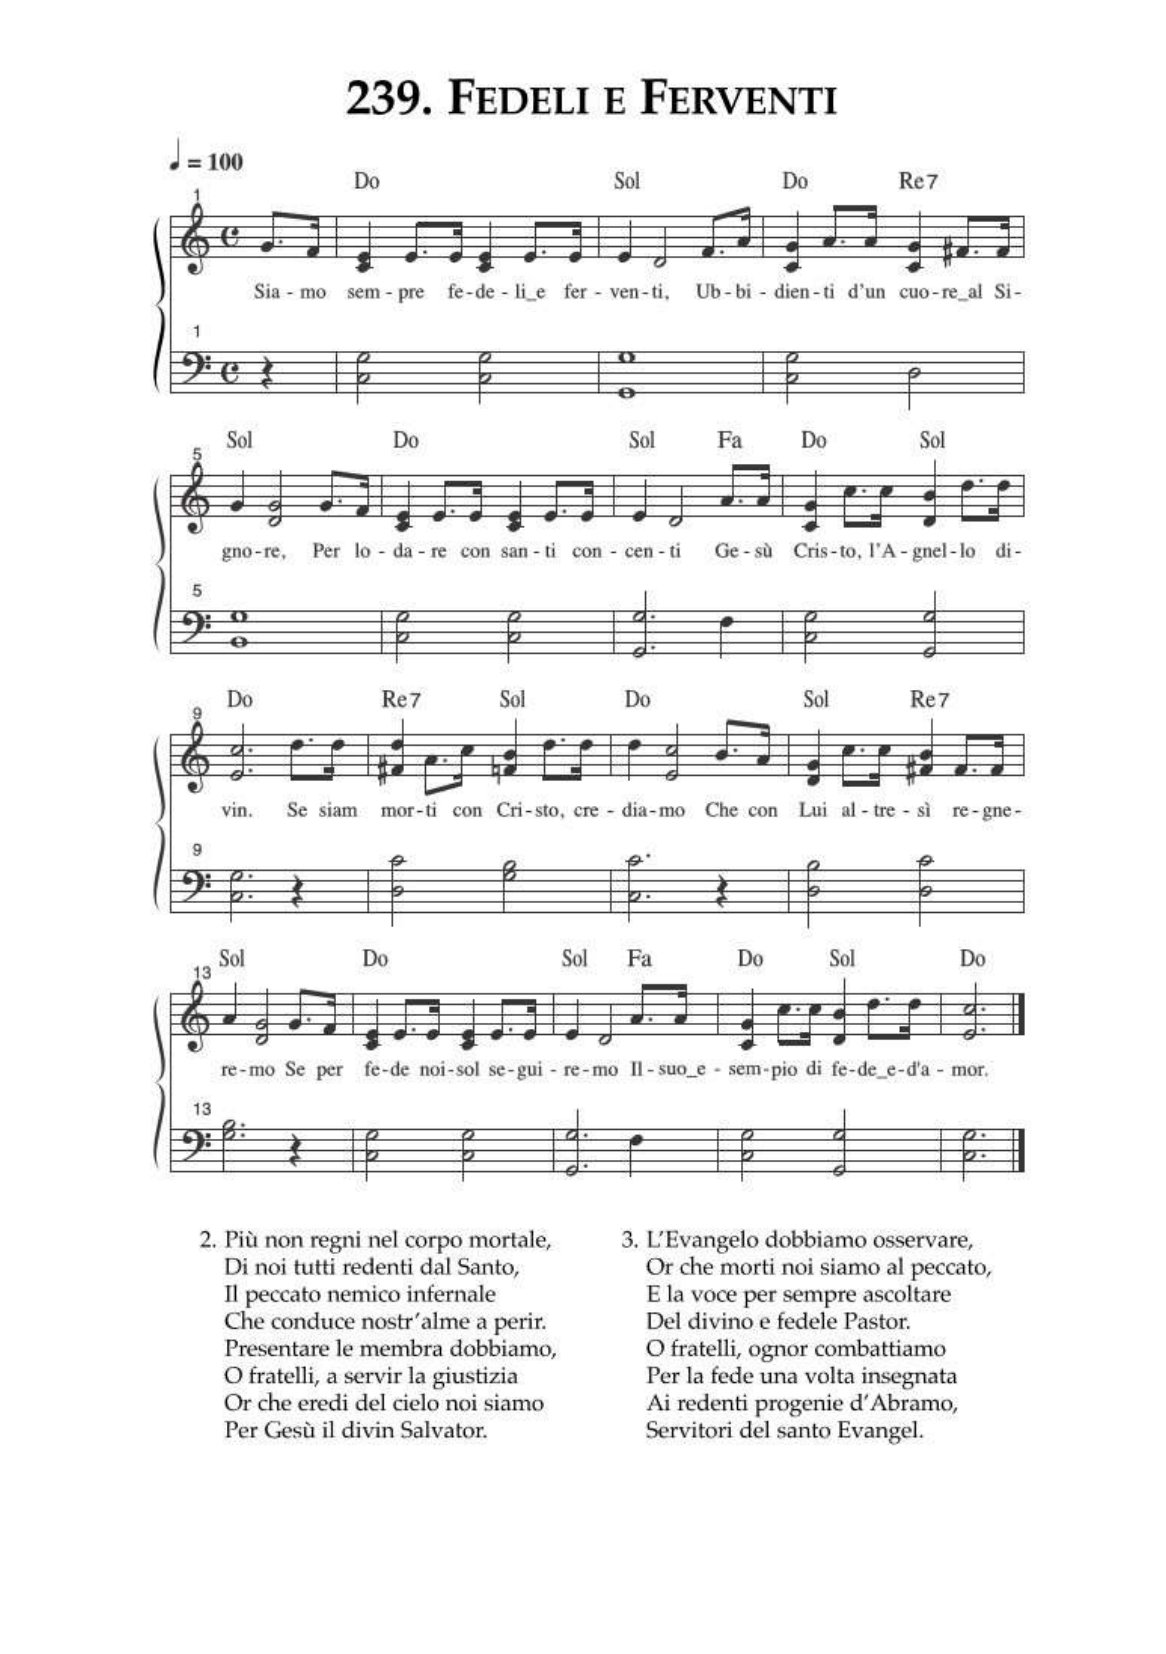 239. FEDELI E FERVENTI
= 100
Do Sol Do Re7
1
Sia - mo sem - pre fe - de - li_e fer - ven - ti, Ub - bi - dien - ti d'un cuo - re_al Si -
1
Sol Do Sol Fa Do Sol
5
gno - re, Per lo - da - re con san - ti con - cen - ti Ge - sù Cris - to, l'A - gnel - lo di -
5
Do Re7 Sol Do Sol Re7
9
vin. Se siam mor - ti con Cri - sto, cre - dia - mo Che con Lui al - tre - sì re - gne -
9
Sol Do Sol Fa Do Sol Do
13
re - mo Se per fe - de noi - sol se - gui - re - mo Il - suo_e - sem - pio di fe - de_e - d'a - mor.
13
2. Più non regni nel corpo mortale,
Di noi tutti redenti dal Santo,
Il peccato nemico infernale
Che conduce nostr'alme a perir.
Presentare le membra dobbiamo,
O fratelli, a servir la giustizia
Or che eredi del cielo noi siamo
Per Gesù il divin Salvator.
3. L'Evangelo dobbiamo osservare,
Or che morti noi siamo al peccato,
E la voce per sempre ascoltare
Del divino e fedele Pastor.
O fratelli, ognor combattiamo
Per la fede una volta insegnata
Ai redenti progenie d'Abramo,
Servitori del santo Evangel.